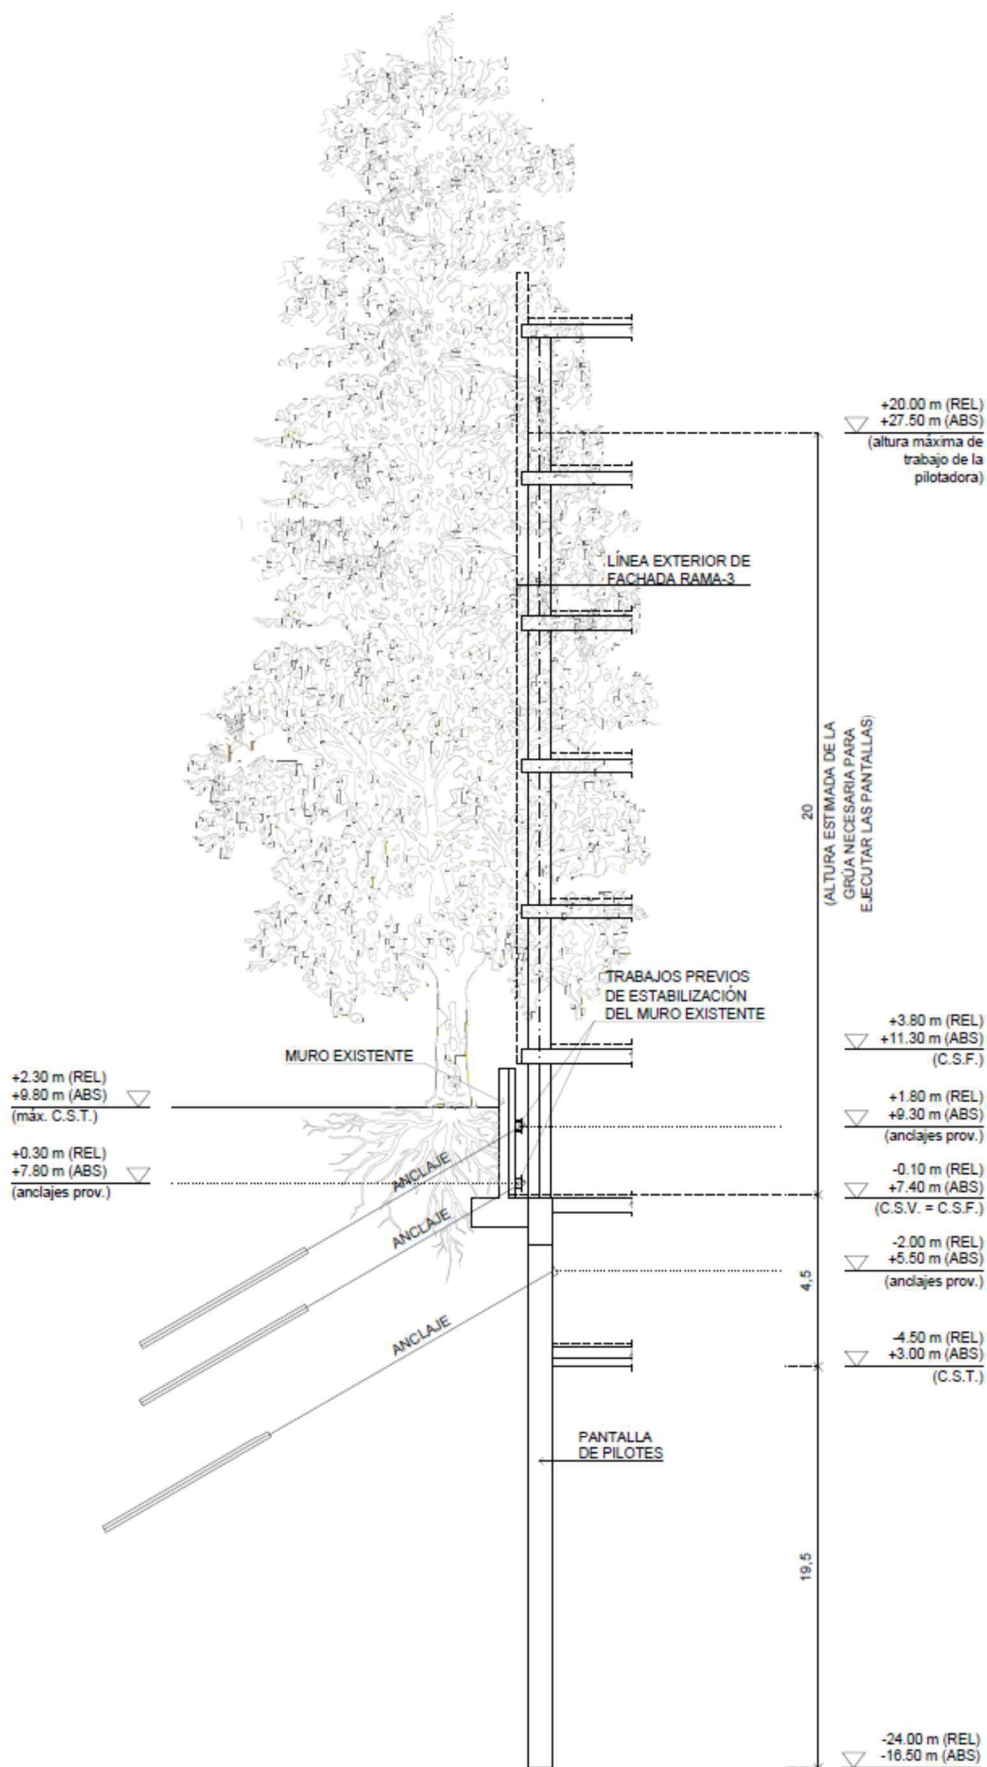 +20.00 m (REL)
+27.50 m (ABS)
(altura máxima de
trabajo de la
pilotadora)
LÍNEA EXTERIOR DE
FACHADA RAMA-3
20
(ALTURA ESTIMADA DE LA
GRÚA NECESARIA PARA
EJECUTAR LAS PANTALLAS)
TRABAJOS PREVIOS
DE ESTABILIZACIÓN
DEL MURO EXISTENTE
MURO EXISTENTE
+3.80 m (REL)
+11.30 m (ABS)
(C.S.F.)
+2.30 m (REL)
+9.80 m (ABS)
(máx. C.S.T.)
+1.80 m (REL)
+9.30 m (ABS)
(anclajes prov.)
+0.30 m (REL)
+7.80 m (ABS)
(anclajes prov.)
ANCLAJE
-0.10 m (REL)
+7.40 m (ABS)
(C.S.V. = C.S.F.)
ANCLAJE
-2.00 m (REL)
+5.50 m (ABS)
(anclajes prov.)
4,5
ANCLAJE
-4.50 m (REL)
+3.00 m (ABS)
(C.S.T.)
PANTALLA
DE PILOTES
19,5
-24.00 m (REL)
-16.50 m (ABS)